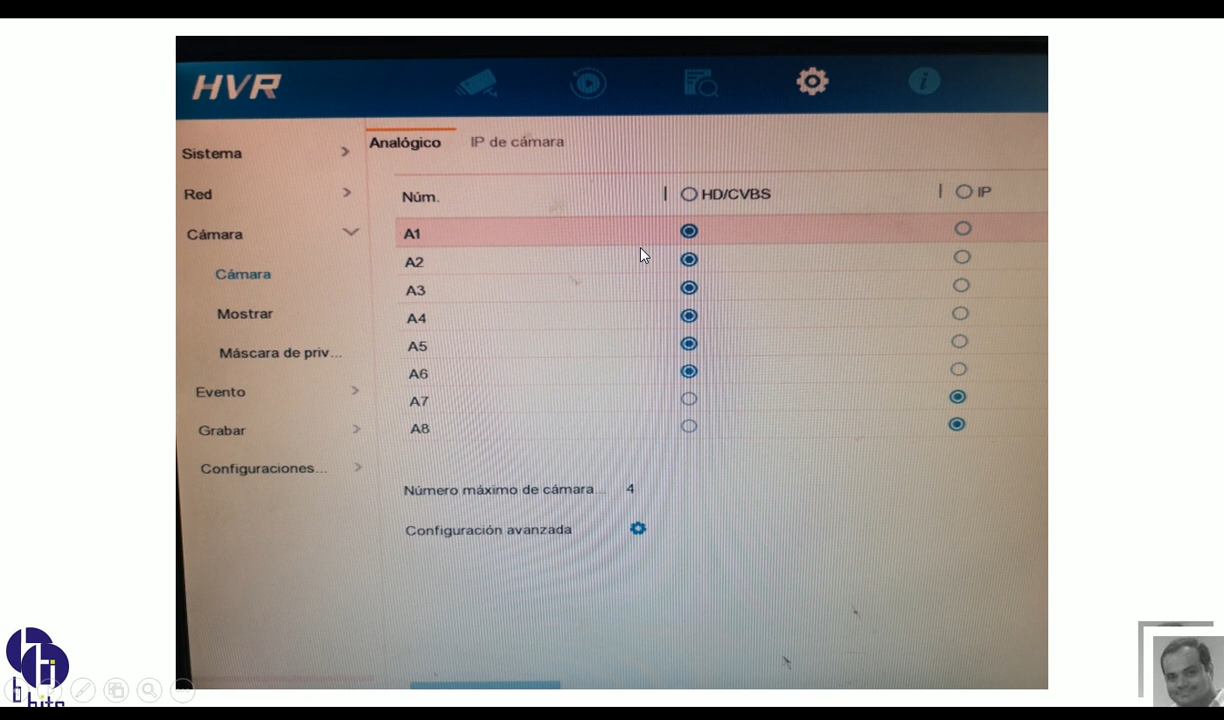 HVR
Analógico IP de cámara
Sistema
Red
Cámara
Cámara
Mostrar
Máscara de priv...
Evento
Grabar
Configuraciones...
Núm. HD/CVBS IP
A1
A2
A3
A4
A5
A6
A7
A8
Número máximo de cámara... 4
Configuración avanzada